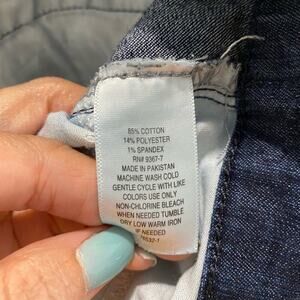 85% COTTON
14% POLYESTER
1% SPANDEX
RN# 9367-7
MADE IN PAKISTAN
MACHINE WASH COLD
GENTLE CYCLE WITH LIKE
COLORS USE ONLY
NON-CHLORINE BLEACH
WHEN NEEDED TUMBLE
DRY LOW WARM IRON
IF NEEDED